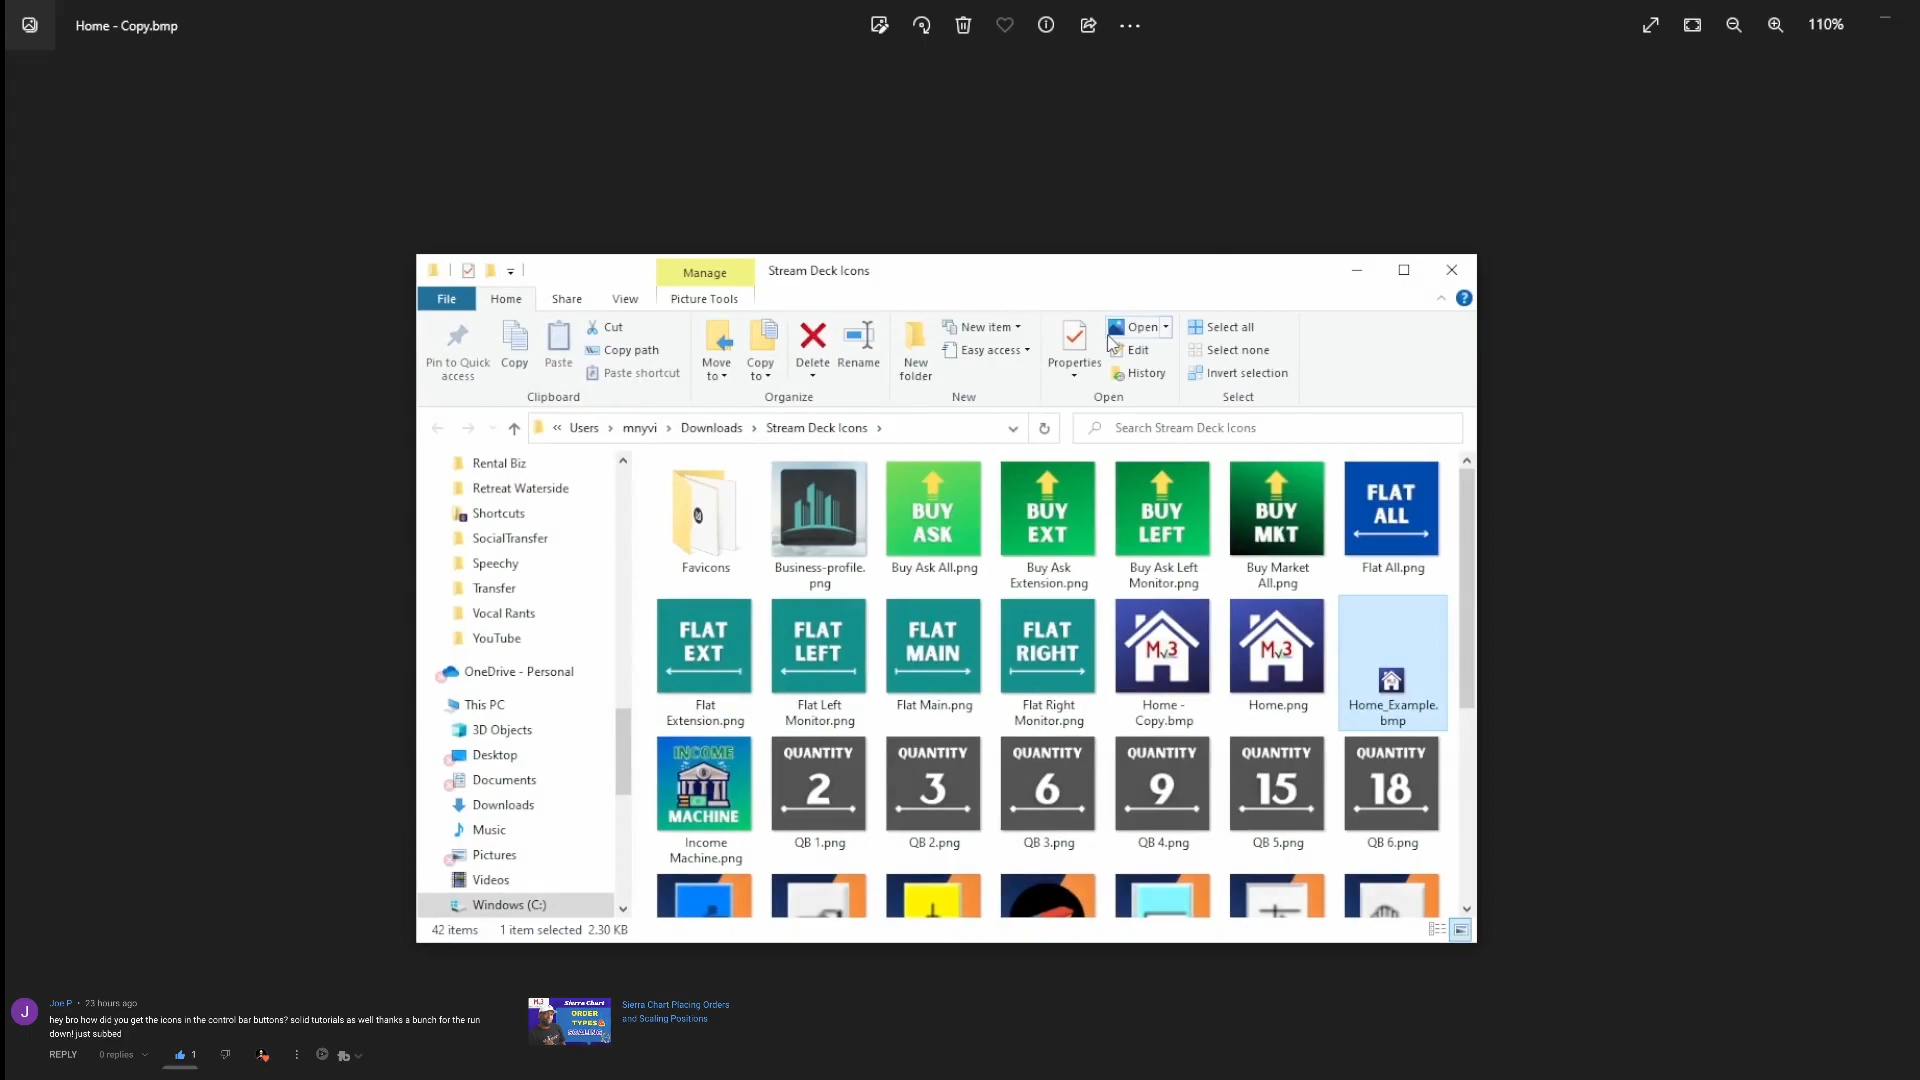 Home - Copy.bmp
110%
Manage
Stream Deck Icons
File
Home
Share
View
Picture Tools
Pin to Quick access
Copy
Paste
Cut
Copy path
Paste shortcut
Clipboard
Move to
Copy to
Delete
Rename
Organize
New folder
New item
Easy access
New
Properties
Open
Edit
History
Open
Select all
Select none
Invert selection
Select
« Users > mnyvi > Downloads > Stream Deck Icons >
Search Stream Deck Icons
Rental Biz
Retreat Waterside
Shortcuts
SocialTransfer
Speechy
Transfer
Vocal Rants
YouTube
OneDrive - Personal
This PC
3D Objects
Desktop
Documents
Downloads
Music
Pictures
Videos
Windows (C:)
Favicons
Business-profile.
png
BUY
ASK
Buy Ask All.png
BUY
EXT
Buy Ask
Extension.png
BUY
LEFT
Buy Ask Left
Monitor.png
BUY
MKT
Buy Market
All.png
FLAT
ALL
Flat All.png
FLAT
EXT
Flat
Extension.png
FLAT
LEFT
Flat Left
Monitor.png
FLAT
MAIN
Flat Main.png
FLAT
RIGHT
Flat Right
Monitor.png
Mv3
Home -
Copy.bmp
Mv3
Home.png
Home_Example.
bmp
INCOME
MACHINE
Income
Machine.png
QUANTITY
2
QB 1.png
QUANTITY
3
QB 2.png
QUANTITY
6
QB 3.png
QUANTITY
9
QB 4.png
QUANTITY
15
QB 5.png
QUANTITY
18
QB 6.png
42 items
1 item selected 2.30 KB
J
Joe P • 23 hours ago
hey bro how did you get the icons in the control bar buttons? solid tutorials as well thanks a bunch for the run
down! just subbed
REPLY
0 replies
1
Sierra Chart
ORDER
TYPES
SCALING
Sierra Chart Placing Orders
and Scaling Positions